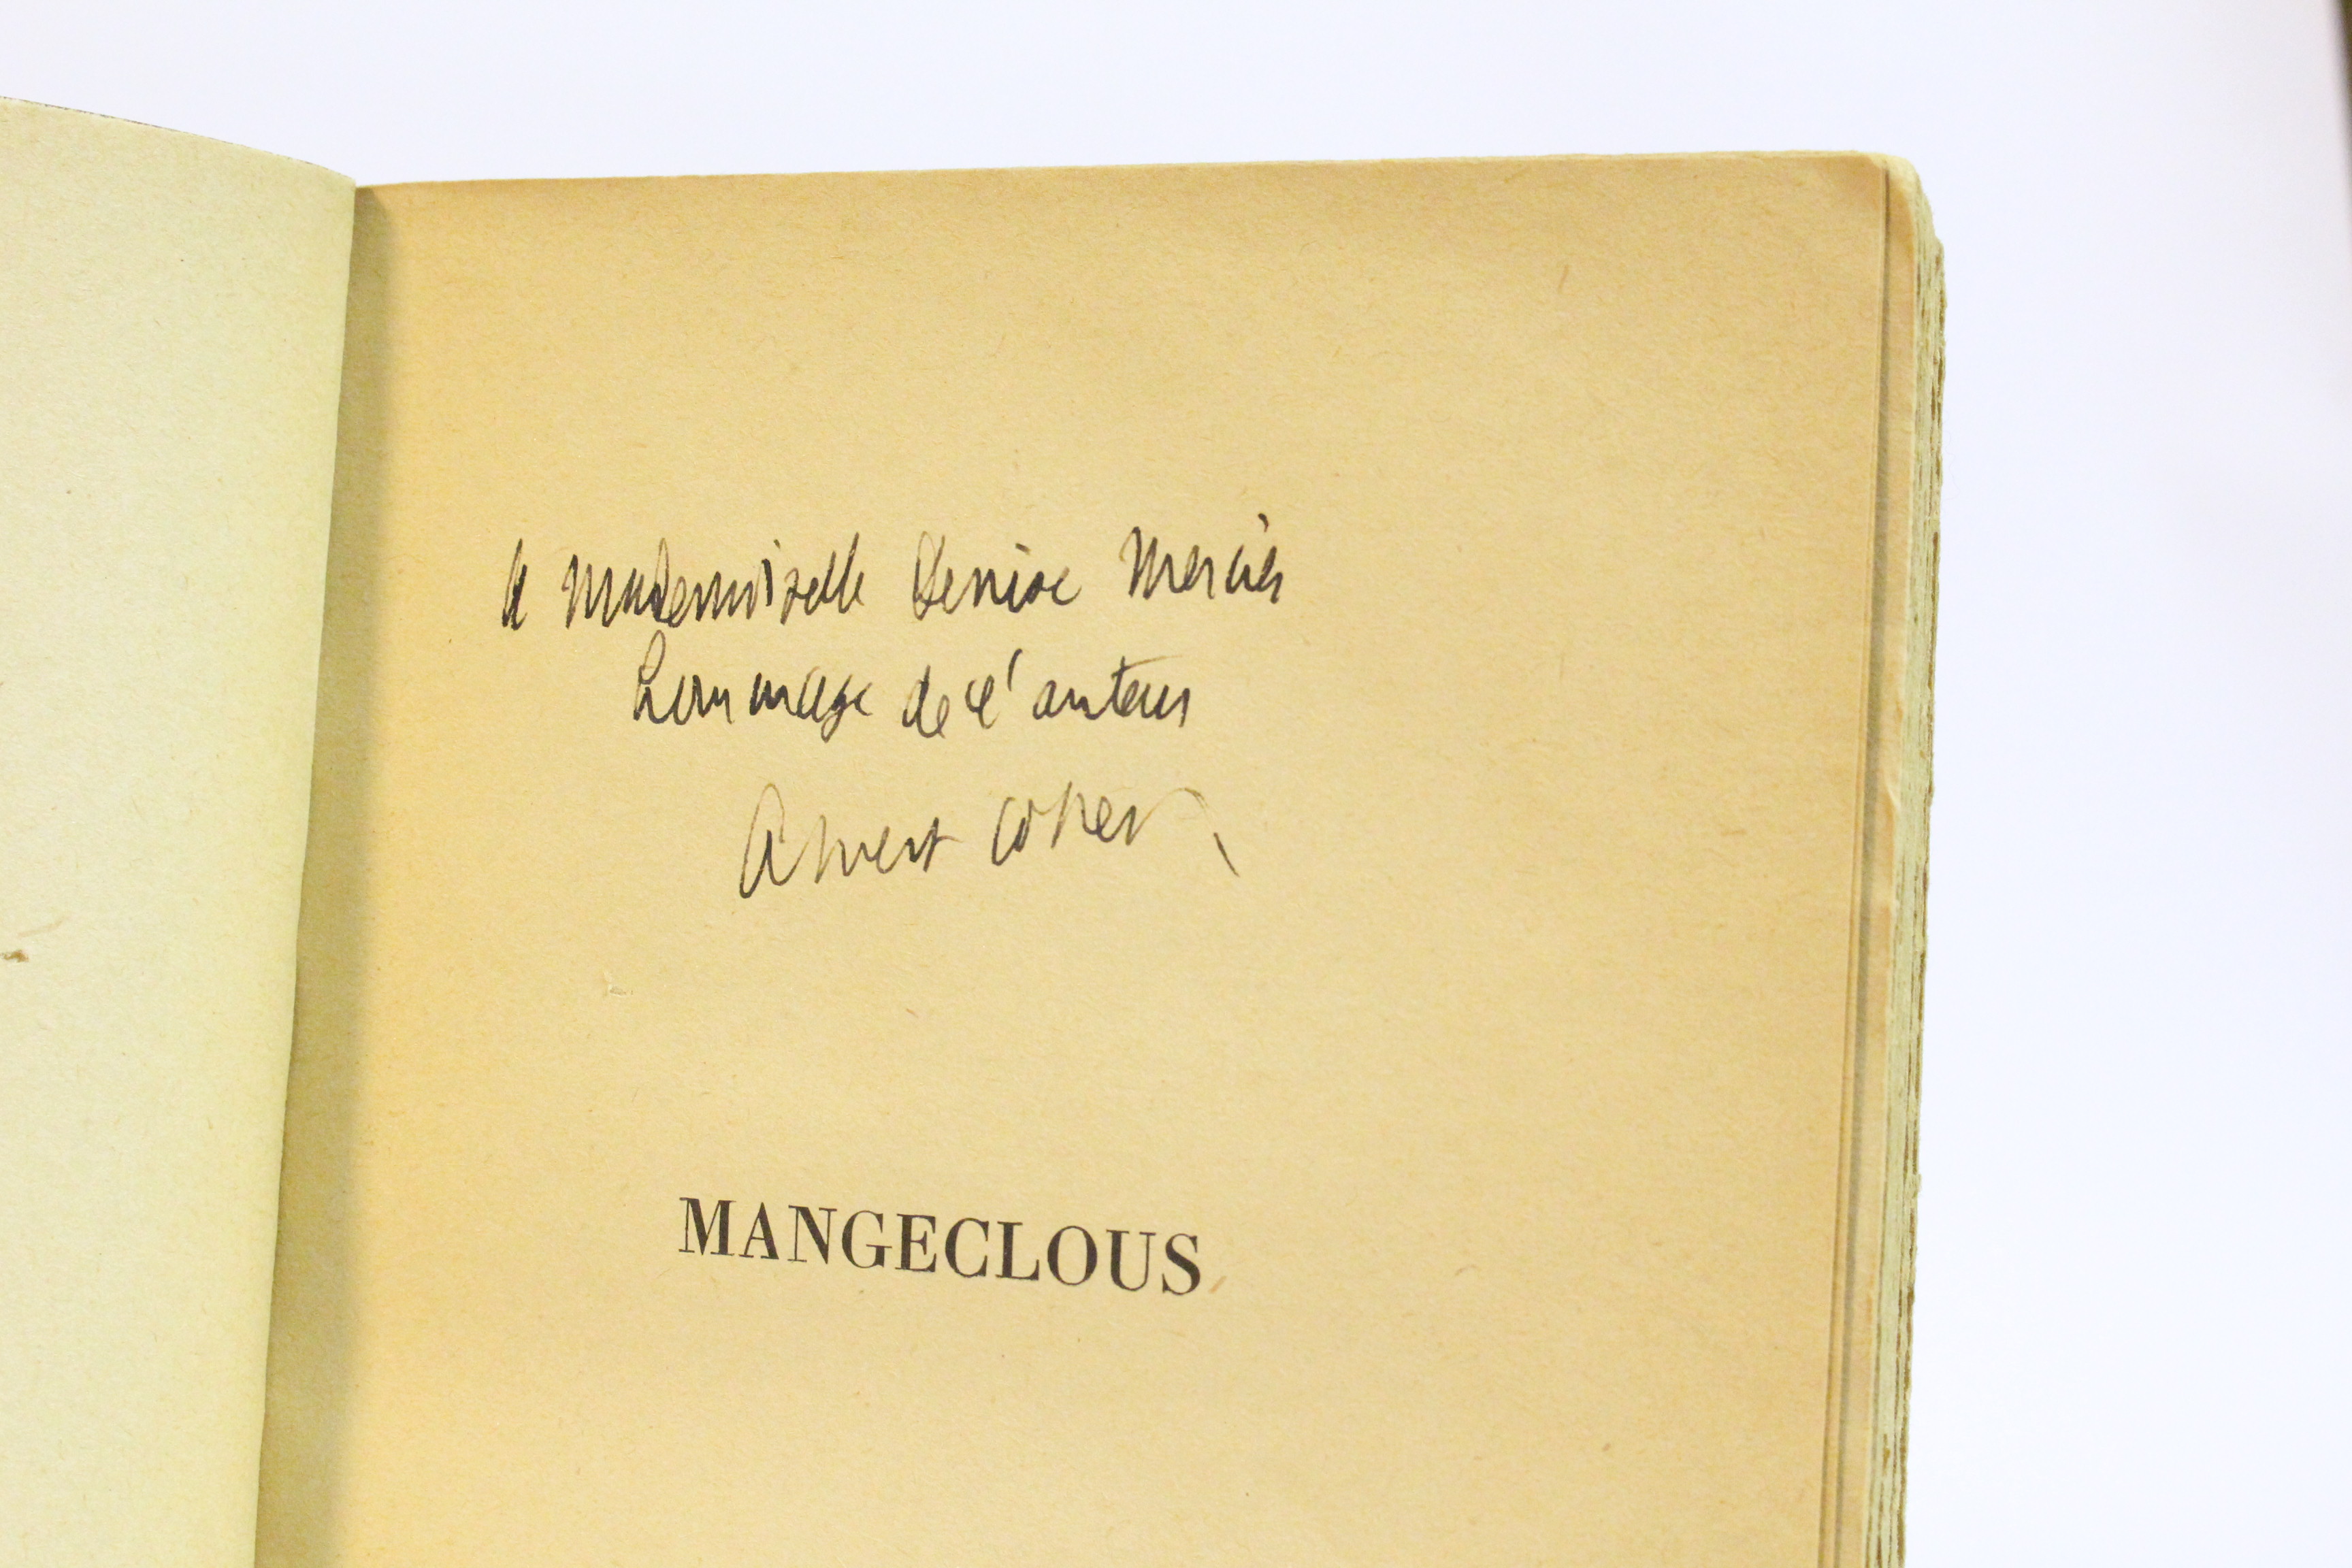 A Mademoiselle Denise Mercier
hommage de l'auteur
Albert Cohen
MANGECLOUS